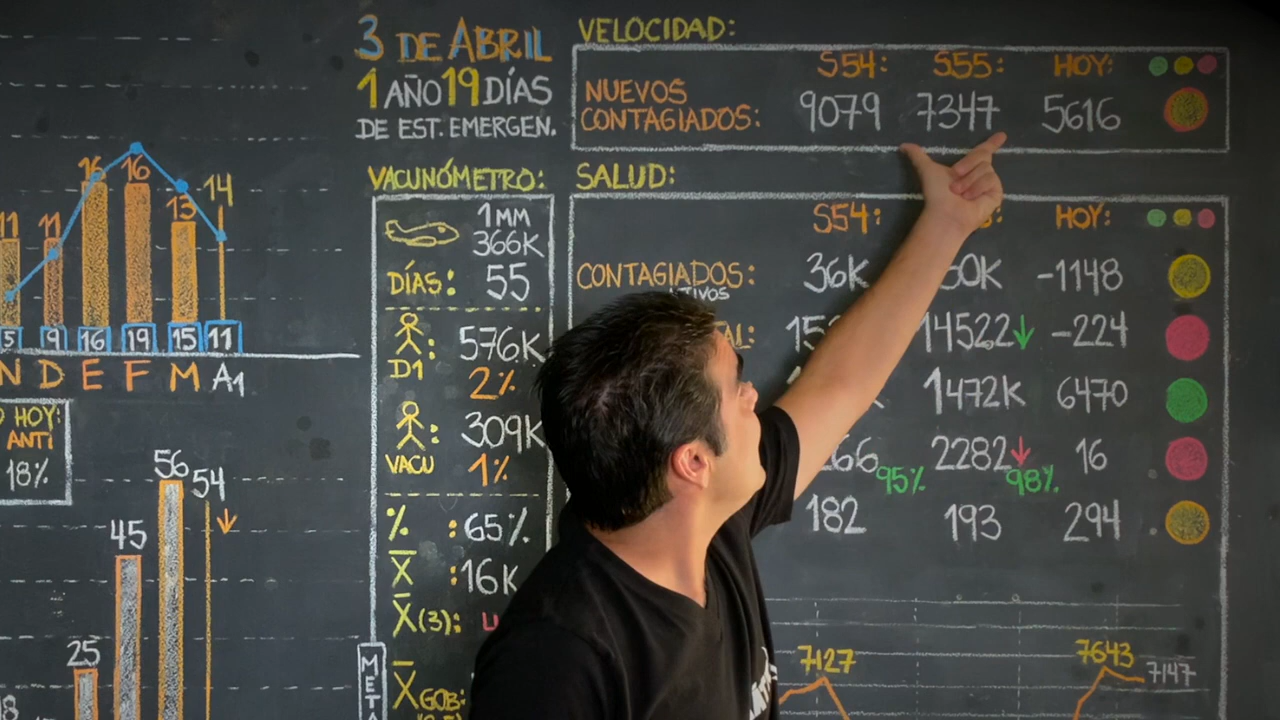 3 DE ABRIL
1 AÑO 19 DÍAS
DE EST. EMERGEN.
VELOCIDAD:
S54: S55: HOY:
NUEVOS
CONTAGIADOS: 9079 7347 5616
11 11 16 16 13 14
5 9 16 19 15 11
N D E F M A1
HOY:
ANTI
18%
56 54
45
25
VACUNÓMETRO:
1MM
366K
DÍAS: 55
D1: 576K
2%
VACU: 309K
1%
%: 65%
X̅: 16K
X̅(3):
META
X̅GOB:
SALUD:
S54: HOY:
CONTAGIADOS: 36K -1148
14522↓ -224
1472K 6470
2282↓ 16
95% 98%
182 193 294
7127 7643 7147